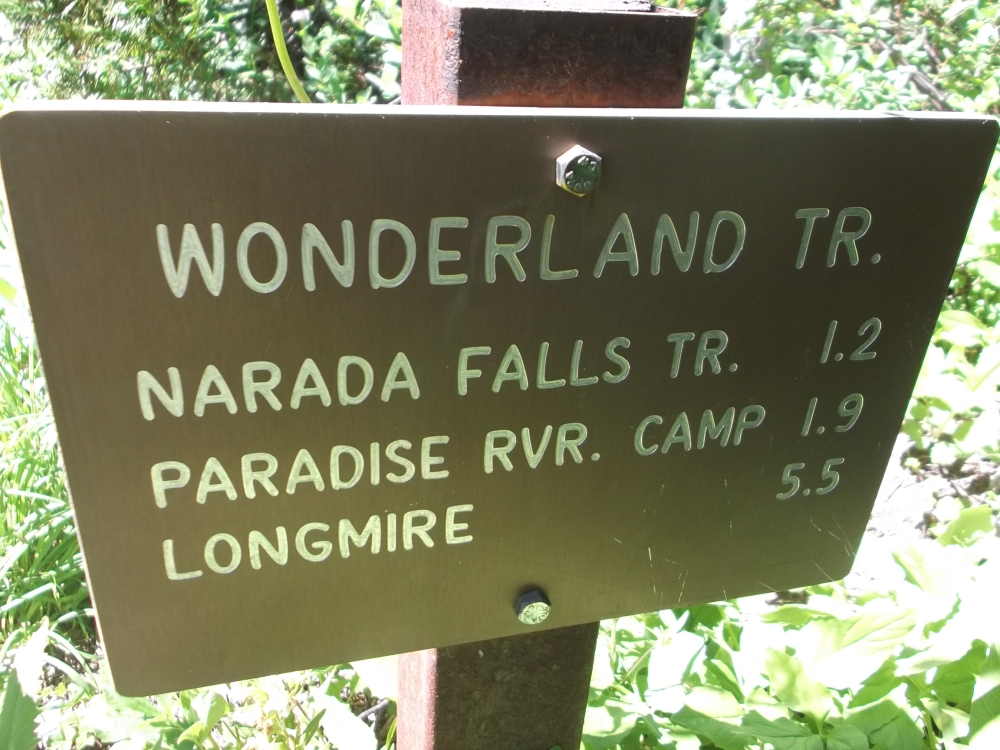 WONDERLAND TR.
NARADA FALLS TR. 1.2
PARADISE RVR. CAMP 1.9
LONGMIRE 5.5